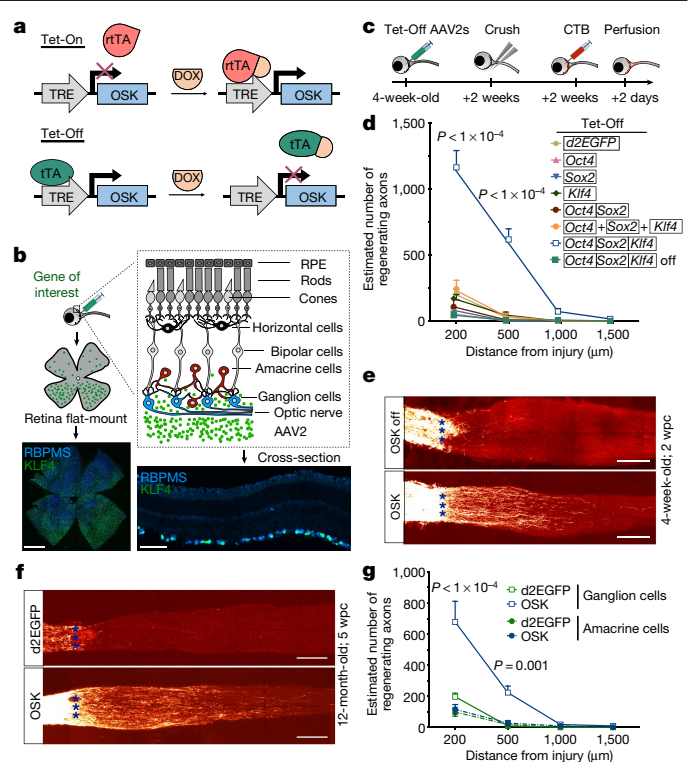 a
Tet-On
rtTA
TRE
OSK
DOX
rtTA
TRE
OSK
Tet-Off
tTA
TRE
OSK
DOX
tTA
TRE
OSK
b
Gene of
interest
Retina flat-mount
RBPMS
KLF4
RPE
Rods
Cones
Horizontal cells
Bipolar cells
Amacrine cells
Ganglion cells
Optic nerve
AAV2
Cross-section
RBPMS
KLF4
c
Tet-Off AAV2s
Crush
CTB
Perfusion
4-week-old
+2 weeks
+2 weeks
+2 days
d
Estimated number of
regenerating axons
1,500
1,000
500
0
P < 1 × 10⁻⁴
P < 1 × 10⁻⁴
200
500
1,000
1,500
Distance from injury (μm)
Tet-Off
d2EGFP
Oct4
Sox2
Klf4
Oct4 Sox2
Oct4 + Sox2 + Klf4
Oct4 Sox2 Klf4
Oct4 Sox2 Klf4 off
e
OSK off
OSK
4-week-old; 2 wpc
f
d2EGFP
OSK
12-month-old; 5 wpc
g
Estimated number of
regenerating axons
1,000
800
600
400
200
0
P < 1 × 10⁻⁴
P = 0.001
d2EGFP
OSK
Ganglion cells
d2EGFP
OSK
Amacrine cells
200
500
1,000
1,500
Distance from injury (μm)